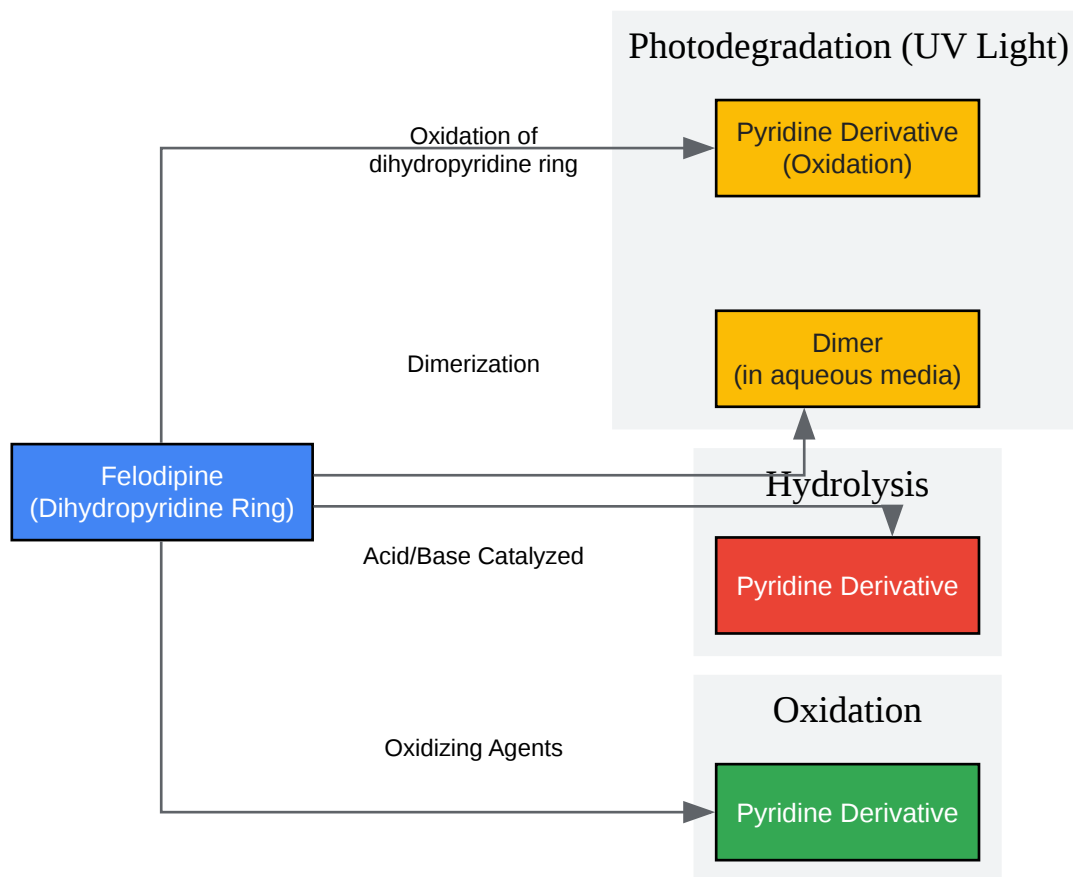 Photodegradation (UV Light)
Oxidation of
dihydropyridine ring
Pyridine Derivative
(Oxidation)
Dimerization
Dimer
(in aqueous media)
Felodipine
(Dihydropyridine Ring)
Hydrolysis
Acid/Base Catalyzed
Pyridine Derivative
Oxidation
Oxidizing Agents
Pyridine Derivative